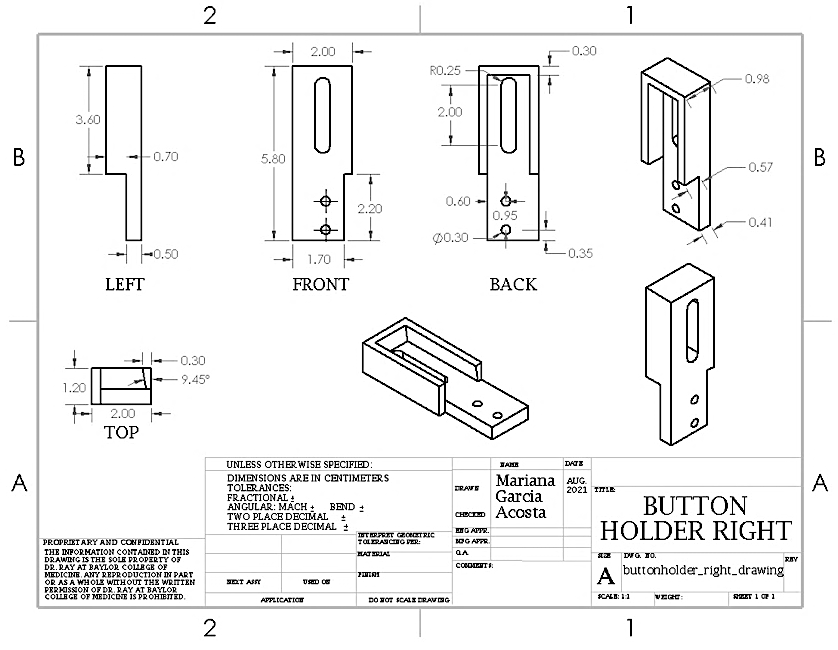 2
1
B
B
A
A
2
1
3.60
0.70
0.50
LEFT
2.00
5.80
2.20
1.70
FRONT
0.30
R0.25
2.00
0.60
0.95
Ø0.30
0.35
BACK
0.98
0.57
0.41
0.30
9.45°
1.20
2.00
TOP
UNLESS OTHERWISE SPECIFIED:
DIMENSIONS ARE IN CENTIMETERS
TOLERANCES:
FRACTIONAL ±
ANGULAR: MACH ± BEND ±
TWO PLACE DECIMAL ±
THREE PLACE DECIMAL ±
INTERPRET GEOMETRIC
TOLERANCING PER:
MATERIAL
FINISH
DO NOT SCALE DRAWING
NEXT ASSY
USED ON
APPLICATION
PROPRIETARY AND CONFIDENTIAL
THE INFORMATION CONTAINED IN THIS
DRAWING IS THE SOLE PROPERTY OF
DR. RAY AT BAYLOR COLLEGE OF
MEDICINE. ANY REPRODUCTION IN PART
OR AS A WHOLE WITHOUT THE WRITTEN
PERMISSION OF DR. RAY AT BAYLOR
COLLEGE OF MEDICINE IS PROHIBITED.
NAME
DATE
DRAWN
Mariana
Garcia
Acosta
AUG.
2021
CHECKED
ENG APPR.
MFG APPR.
Q.A.
COMMENTS:
TITLE:
BUTTON
HOLDER RIGHT
SIZE
A
DWG. NO.
buttonholder_right_drawing
REV
SCALE: 1:1
WEIGHT:
SHEET 1 OF 1